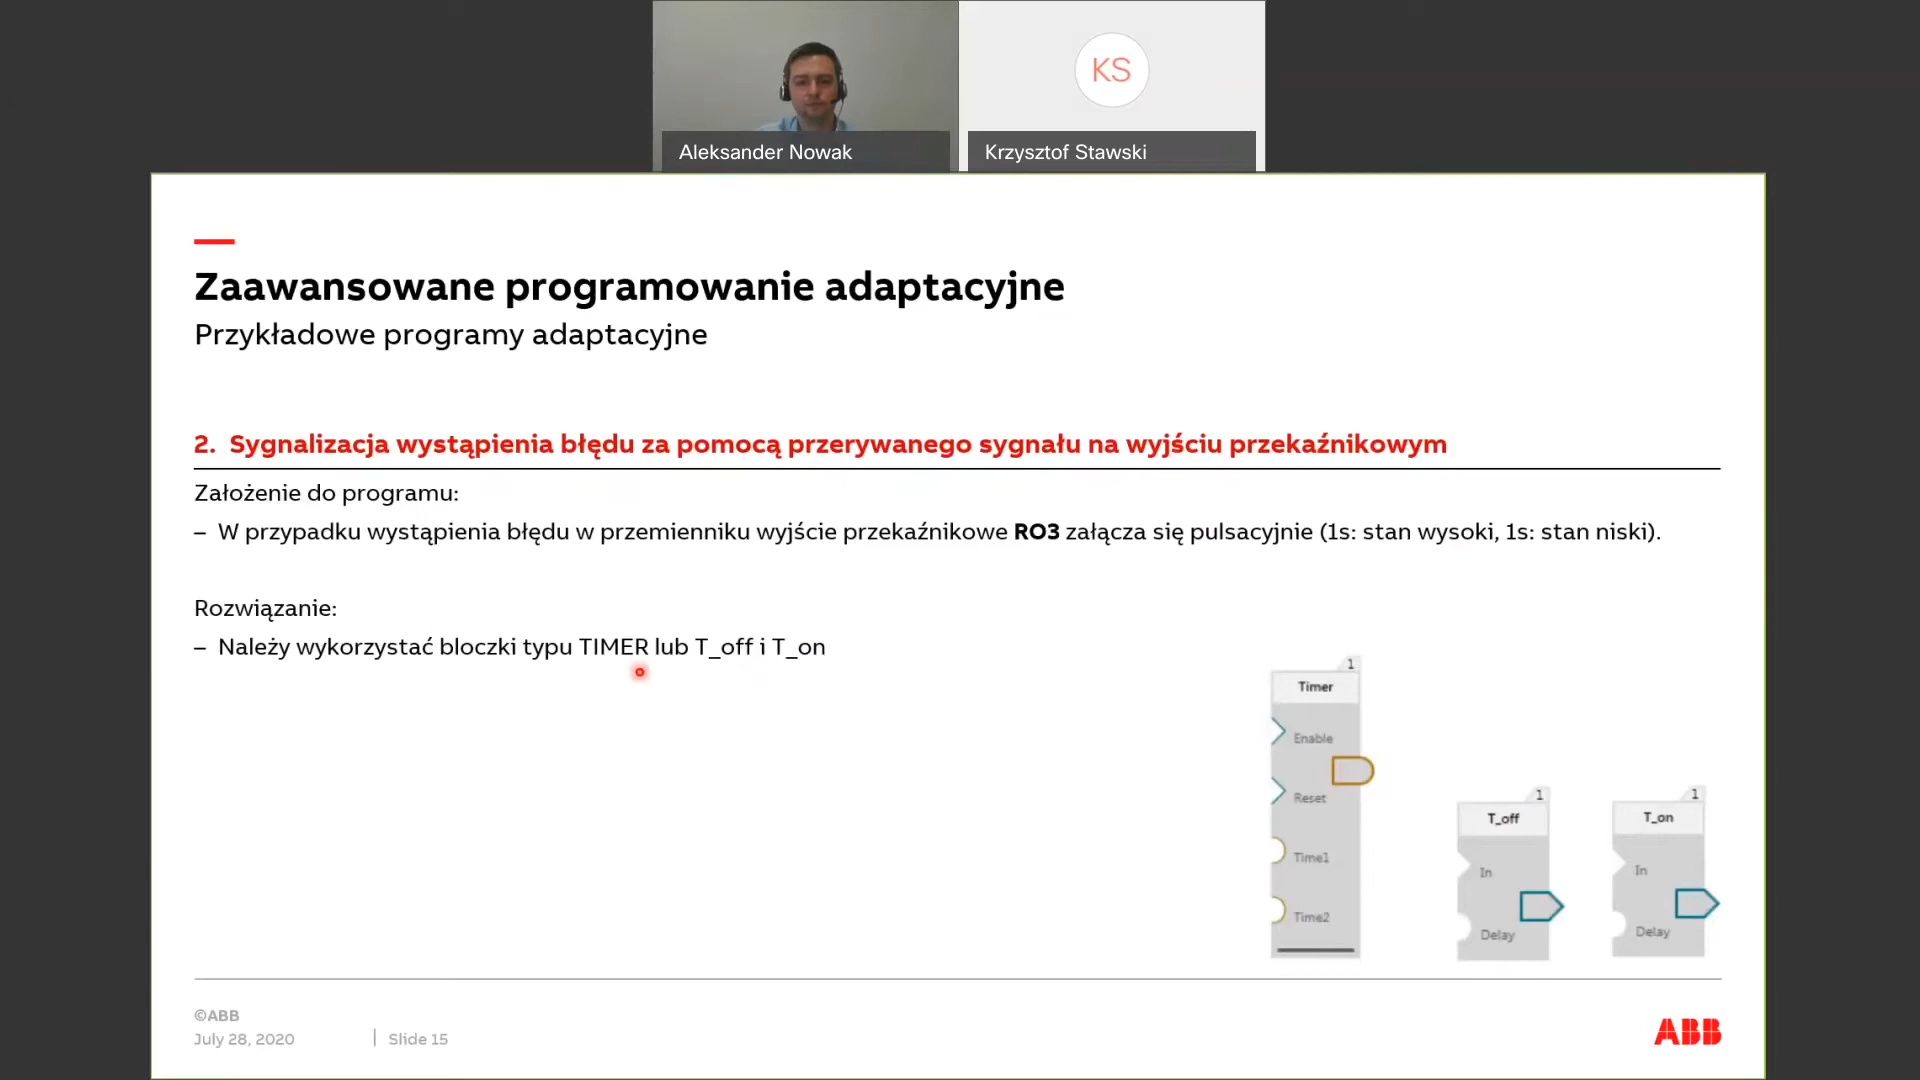 KS
Aleksander Nowak
Krzysztof Stawski
Zaawansowane programowanie adaptacyjne
Przykładowe programy adaptacyjne
2. Sygnalizacja wystąpienia błędu za pomocą przerywanego sygnału na wyjściu przekaźnikowym
Założenie do programu:
– W przypadku wystąpienia błędu w przemienniku wyjście przekaźnikowe RO3 załącza się pulsacyjnie (1s: stan wysoki, 1s: stan niski).
Rozwiązanie:
– Należy wykorzystać bloczki typu TIMER lub T_off i T_on
1
Timer
Enable
Reset
Time1
Time2
1
T_off
In
Delay
1
T_on
In
Delay
©ABB
July 28, 2020 | Slide 15
ABB